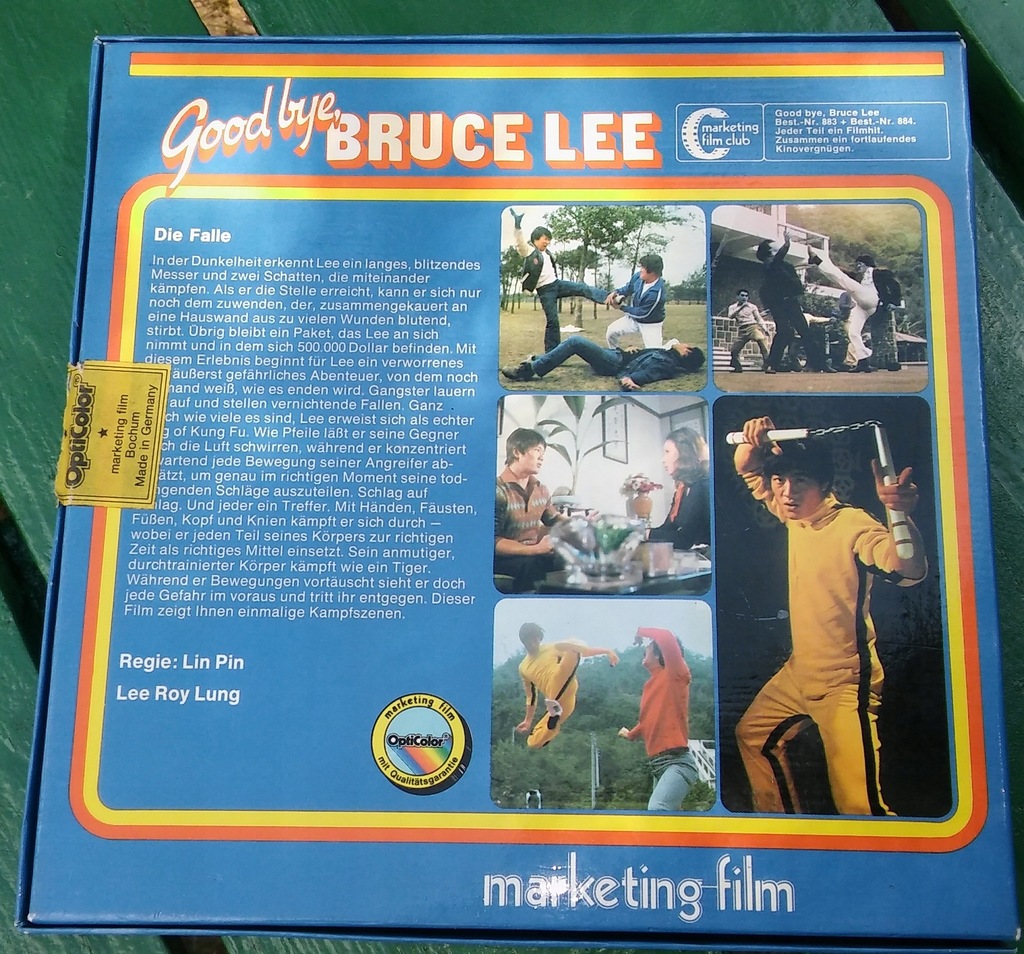 Good bye,
BRUCE LEE
marketing
film club
Good bye, Bruce Lee
Best.-Nr. 883 + Best.-Nr. 884.
Jeder Teil ein Filmhit.
Zusammen ein fortlaufendes
Kinovergnügen.
Die Falle
In der Dunkelheit erkennt Lee ein langes, blitzendes
Messer und zwei Schatten, die miteinander
kämpfen. Als er die Stelle erreicht, kann er sich nur
noch dem zuwenden, der, zusammengekauert an
eine Hauswand aus zu vielen Wunden blutend,
stirbt. Übrig bleibt ein Paket, das Lee an sich
nimmt und in dem sich 500.000 Dollar befinden. Mit
diesem Erlebnis beginnt für Lee ein verworrenes
äußerst gefährliches Abenteuer, von dem noch
mand weiß, wie es enden wird. Gangster lauern
auf und stellen vernichtende Fallen. Ganz
ch wie viele es sind, Lee erweist sich als echter
g of Kung Fu. Wie Pfeile läßt er seine Gegner
ch die Luft schwirren, während er konzentriert
wartend jede Bewegung seiner Angreifer ab-
ätzt, um genau im richtigen Moment seine tod-
ngenden Schläge auszuteilen. Schlag auf
lag. Und jeder ein Treffer. Mit Händen, Fäusten,
Füßen, Kopf und Knien kämpft er sich durch —
wobei er jeden Teil seines Körpers zur richtigen
Zeit als richtiges Mittel einsetzt. Sein anmutiger,
durchtrainierter Körper kämpft wie ein Tiger.
Während er Bewegungen vortäuscht sieht er doch
jede Gefahr im voraus und tritt ihr entgegen. Dieser
Film zeigt Ihnen einmalige Kampfszenen.
OptiColor®
marketing film
Bochum
Made in Germany
Regie: Lin Pin
Lee Roy Lung
marketing film
OptiColor®
mit Qualitätsgarantie
marketing film